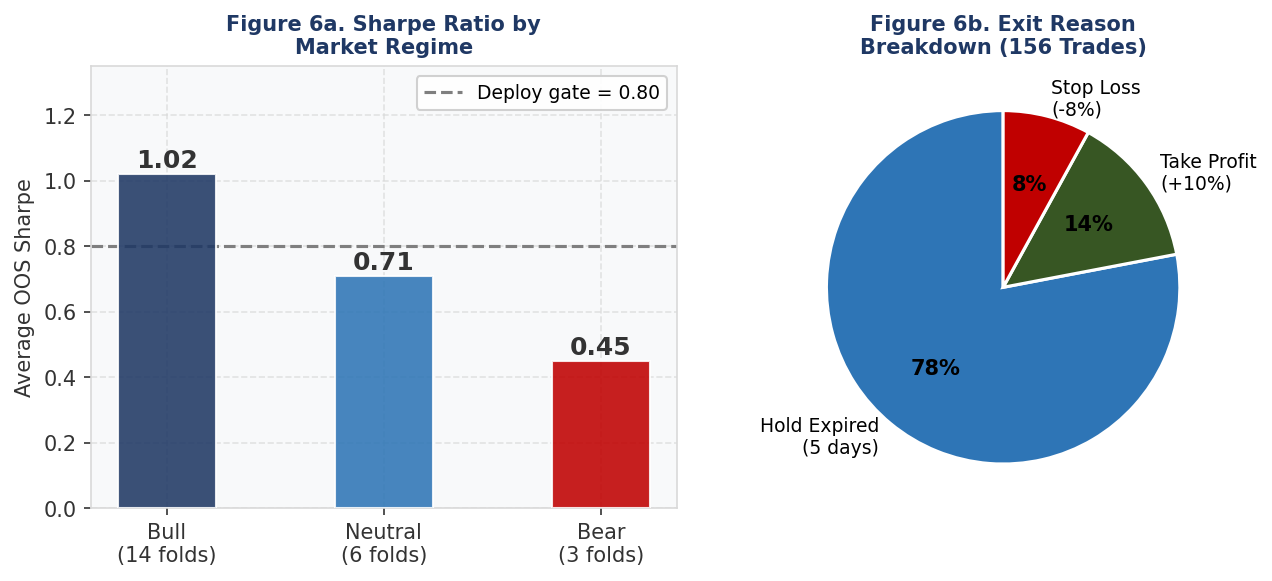 Figure 6a. Sharpe Ratio by
Market Regime
Deploy gate = 0.80
Average OOS Sharpe
1.2
1.0
0.8
0.6
0.4
0.2
0.0
1.02
0.71
0.45
Bull
(14 folds)
Neutral
(6 folds)
Bear
(3 folds)
Figure 6b. Exit Reason
Breakdown (156 Trades)
Stop Loss
(-8%)
Take Profit
(+10%)
8%
14%
78%
Hold Expired
(5 days)